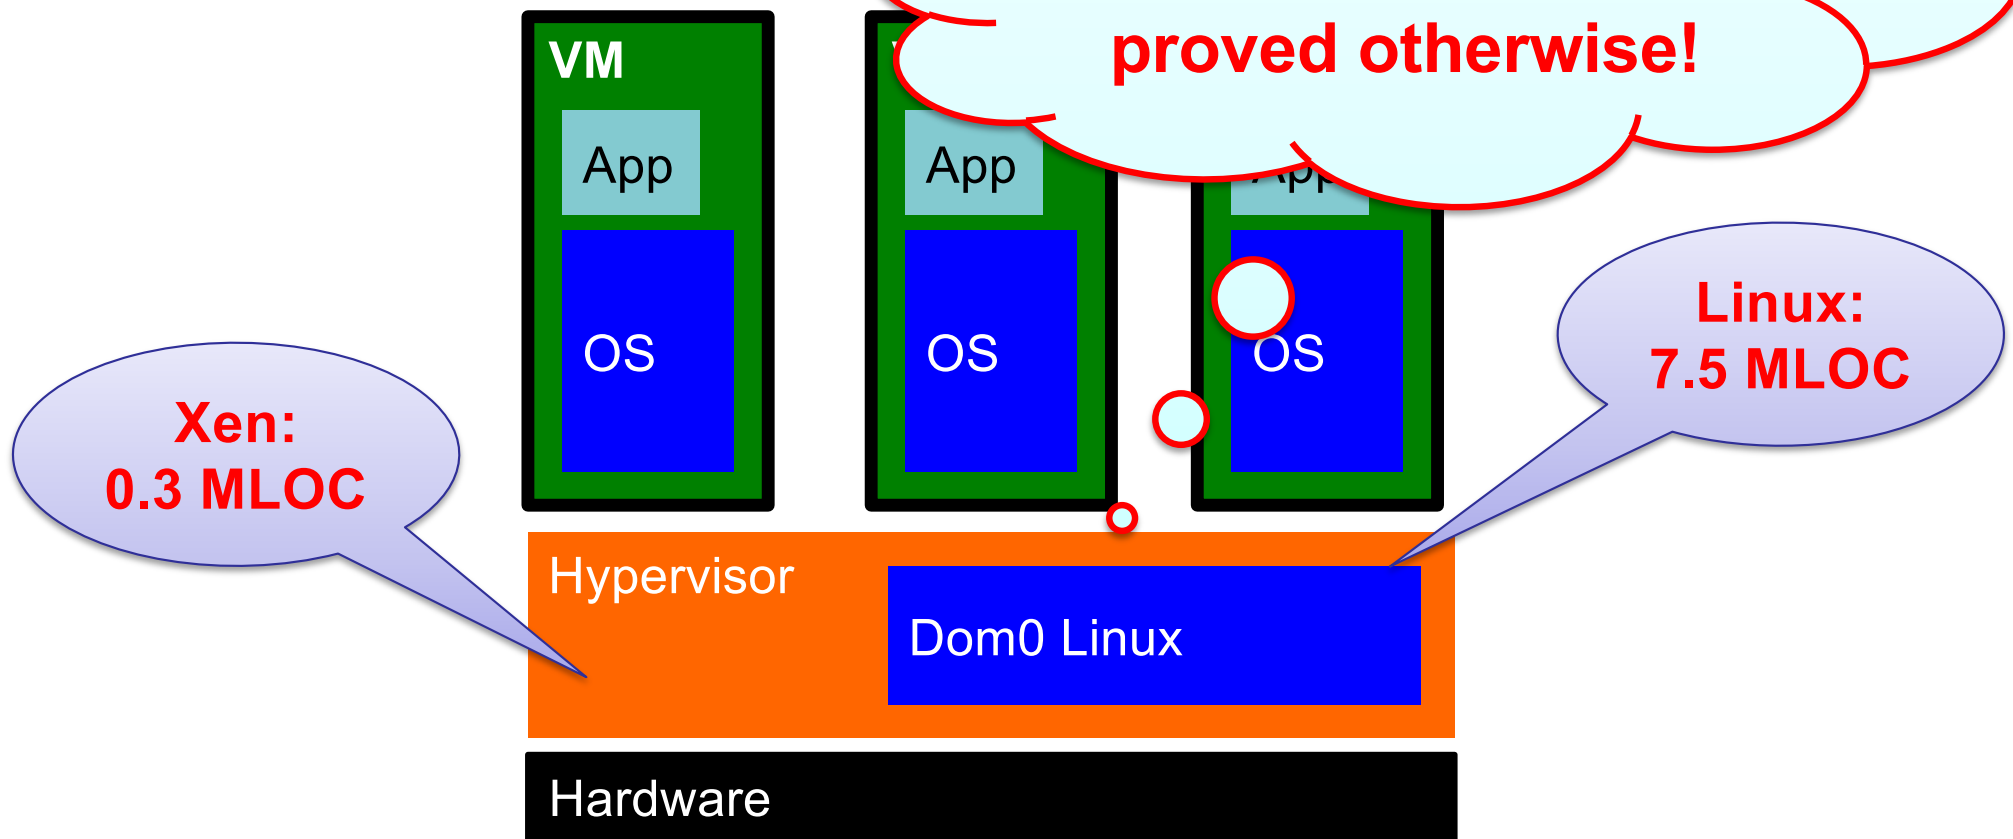 proved otherwise!
VM
App
App
OS
OS
OS
Linux:
7.5 MLOC
Xen:
0.3 MLOC
Hypervisor
Dom0 Linux
Hardware